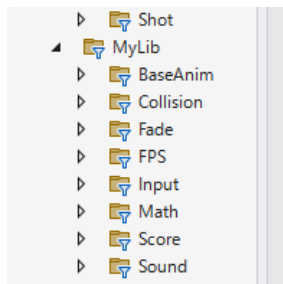 Shot
MyLib
BaseAnim
Collision
Fade
FPS
Input
Math
Score
Sound